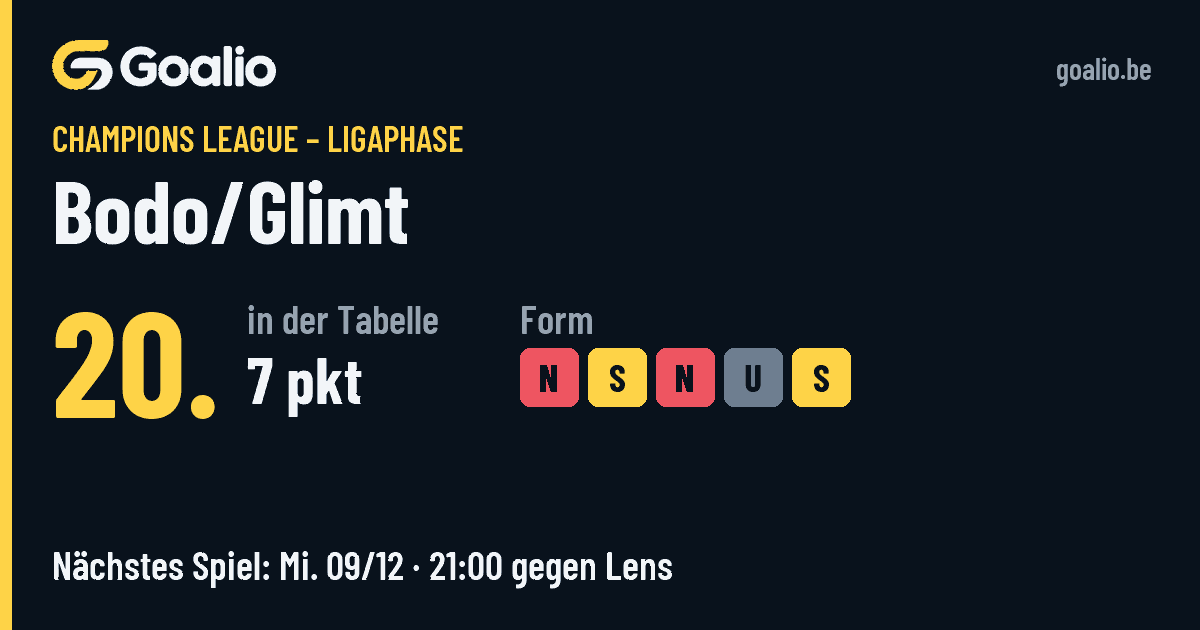 Goalio
goalio.be
CHAMPIONS LEAGUE – LIGAPHASE
Bodo/Glimt
20.
in der Tabelle
7 pkt
Form
N S N U S
Nächstes Spiel: Mi. 09/12 · 21:00 gegen Lens